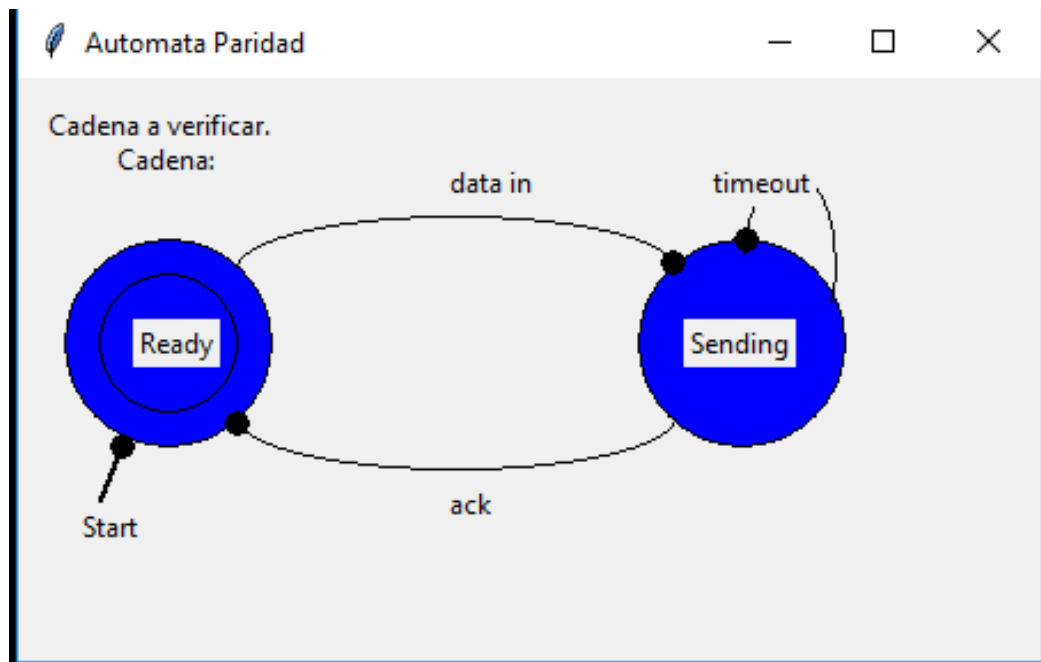 Automata Paridad
Cadena a verificar.
Cadena:
data in
timeout
Ready
Sending
ack
Start